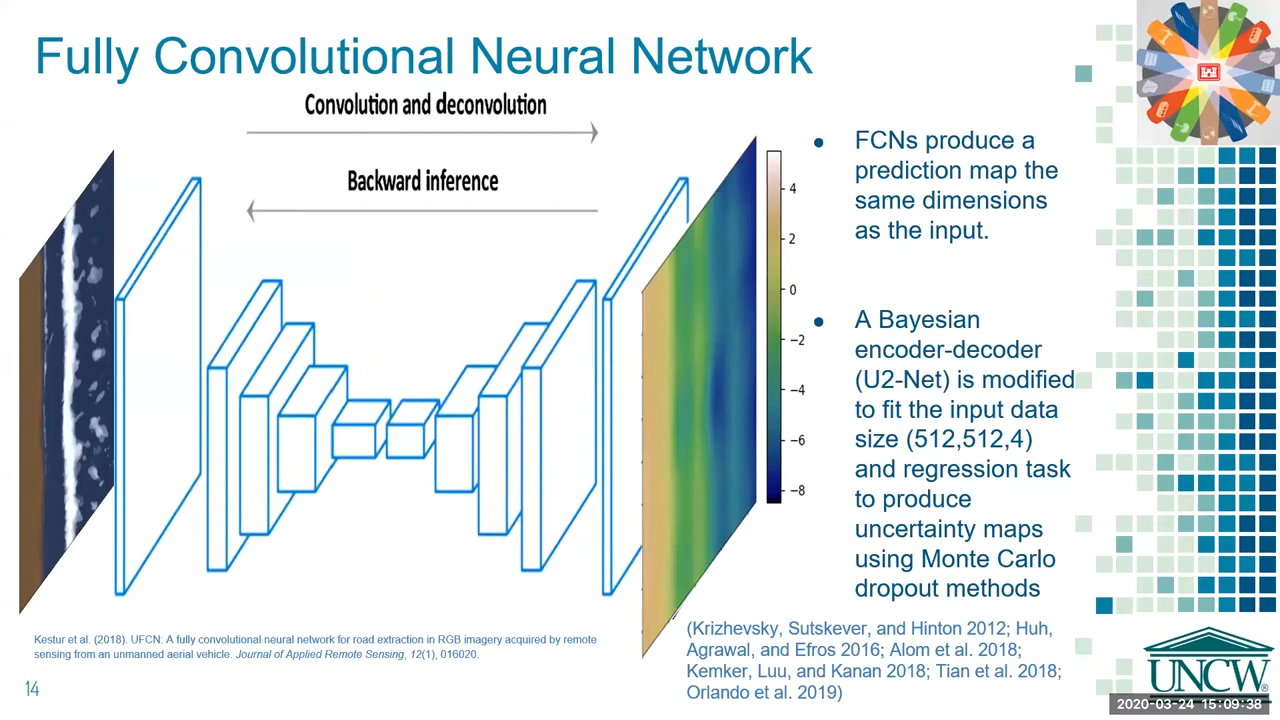 Fully Convolutional Neural Network
Convolution and deconvolution
Backward inference
4
2
0
−2
−4
−6
−8
● FCNs produce a
prediction map the
same dimensions
as the input.
● A Bayesian
encoder-decoder
(U2-Net) is modified
to fit the input data
size (512,512,4)
and regression task
to produce
uncertainty maps
using Monte Carlo
dropout methods
(Krizhevsky, Sutskever, and Hinton 2012; Huh,
Agrawal, and Efros 2016; Alom et al. 2018;
Kemker, Luu, and Kanan 2018; Tian et al. 2018;
Orlando et al. 2019)
Kestur et al. (2018). UFCN: A fully convolutional neural network for road extraction in RGB imagery acquired by remote
sensing from an unmanned aerial vehicle. Journal of Applied Remote Sensing, 12(1), 016020.
14
UNCW®
2020-03-24 15:09:38